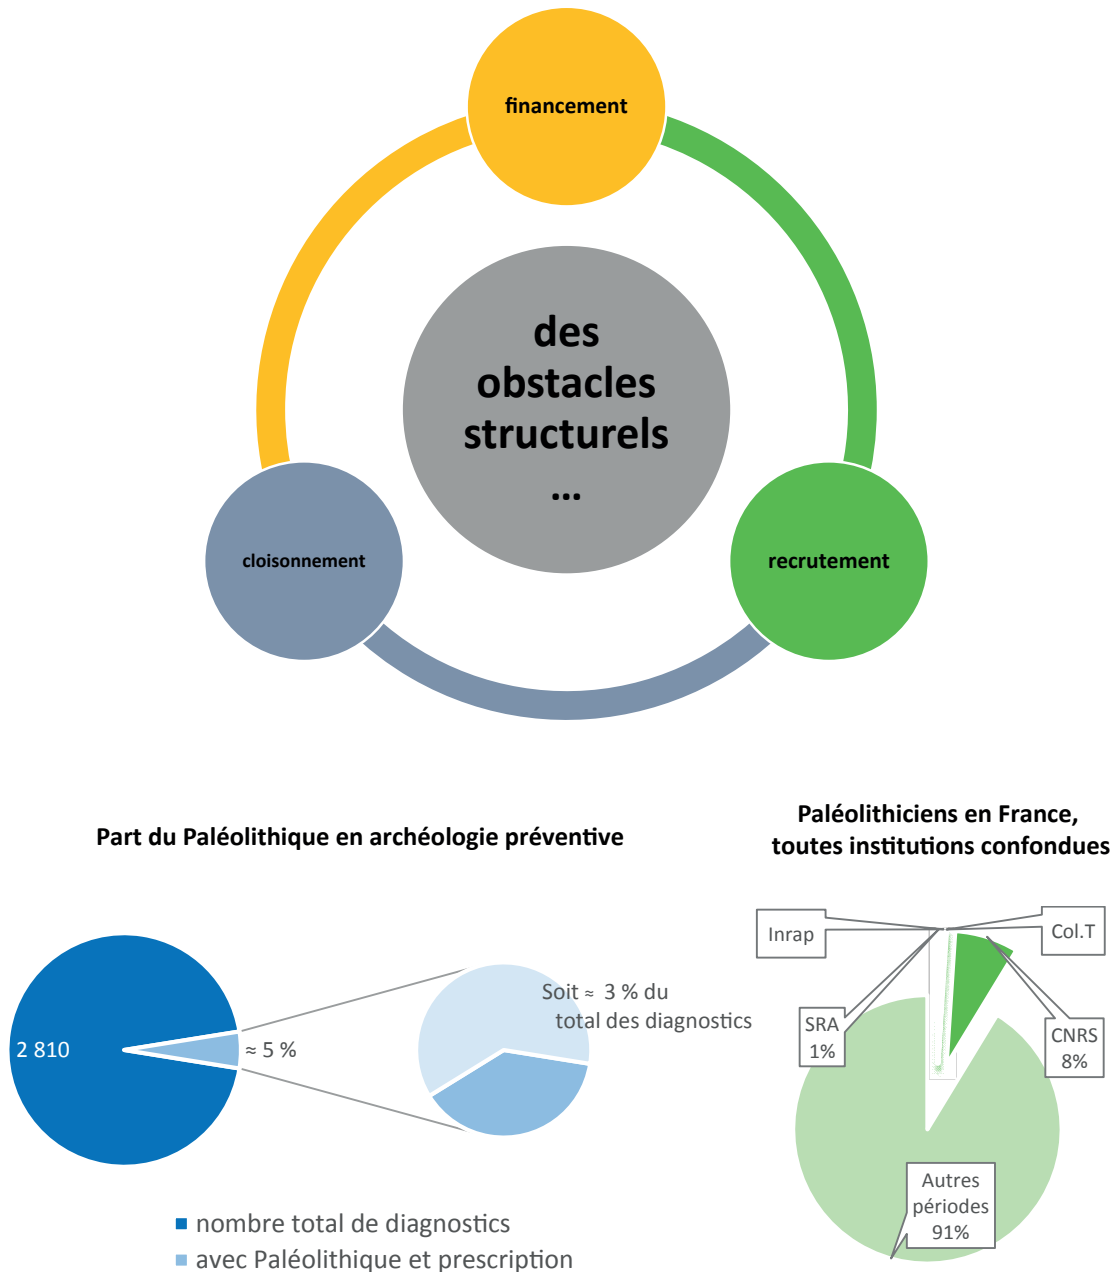 financement
des
obstacles
structurels
...
cloisonnement
recrutement
Part du Paléolithique en archéologie préventive
2 810
≈ 5 %
Soit ≈ 3 % du
total des diagnostics
nombre total de diagnostics
avec Paléolithique et prescription
Paléolithiciens en France,
toutes institutions confondues
Inrap
Col.T
SRA
1%
CNRS
8%
Autres
périodes
91%